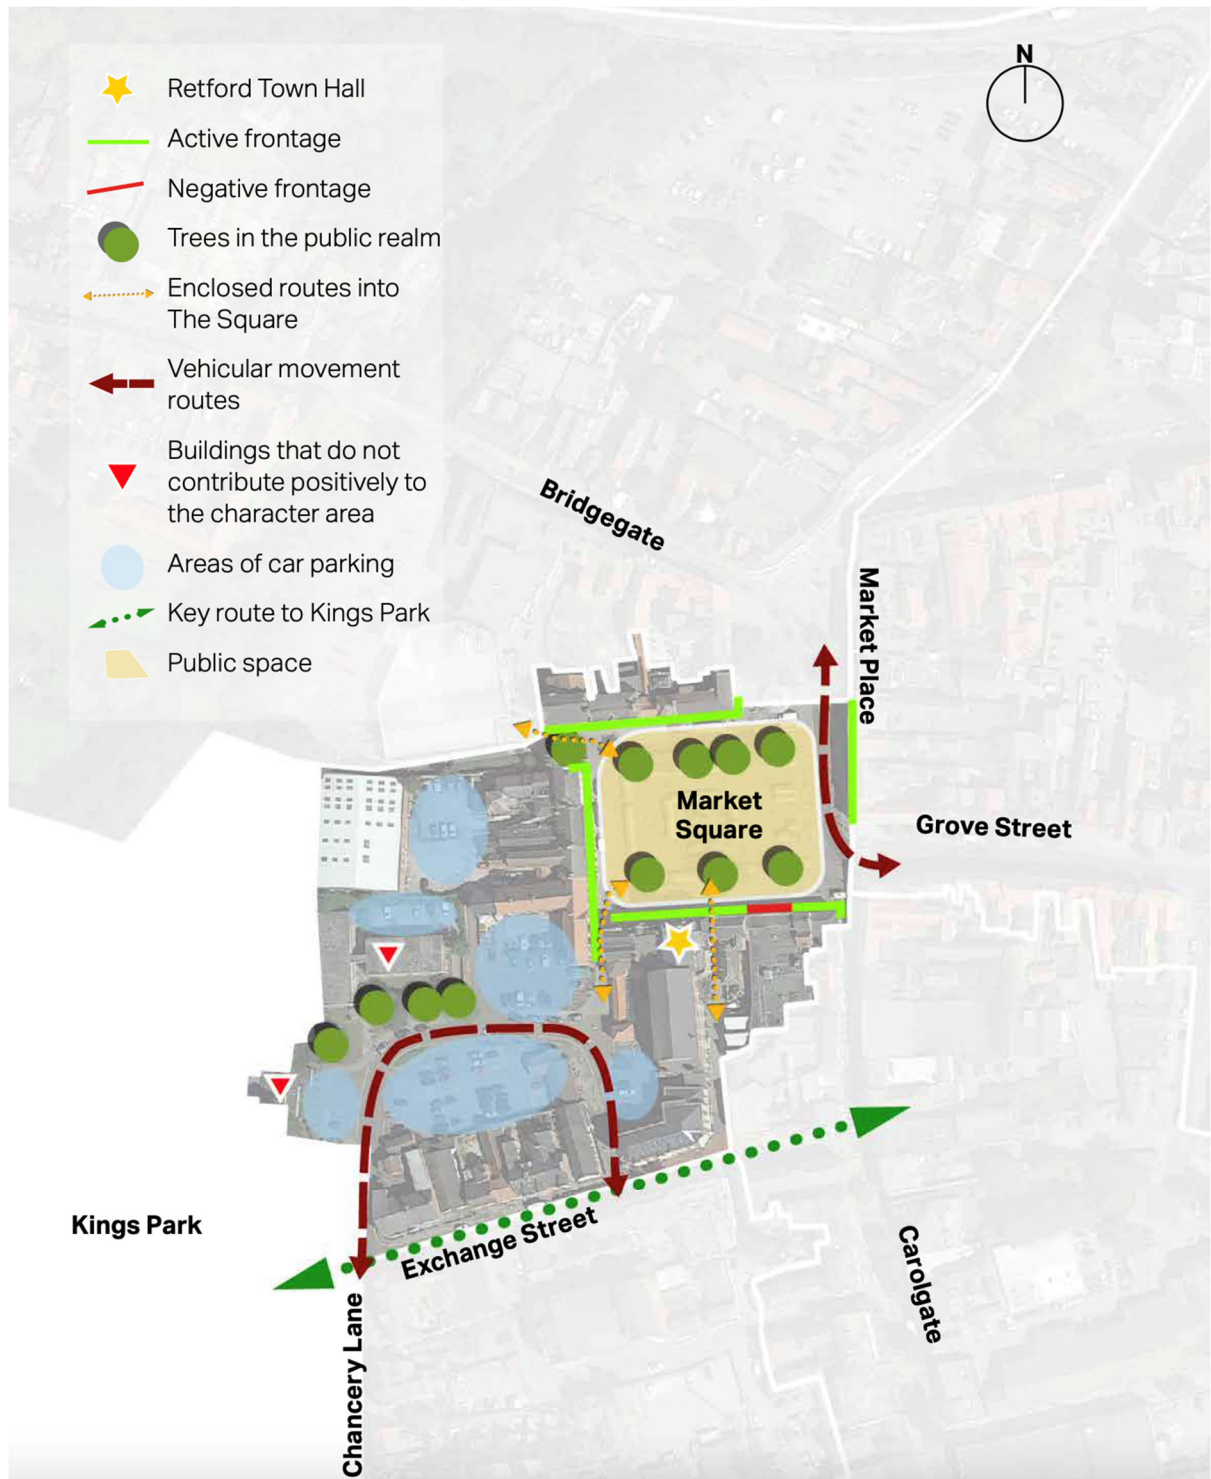 N
Retford Town Hall
Active frontage
Negative frontage
Trees in the public realm
Enclosed routes into
The Square
Vehicular movement
routes
Buildings that do not
contribute positively to
the character area
Areas of car parking
Key route to Kings Park
Public space
Bridgegate
Market Place
Market
Square
Grove Street
Kings Park
Exchange Street
Carolgate
Chancery Lane